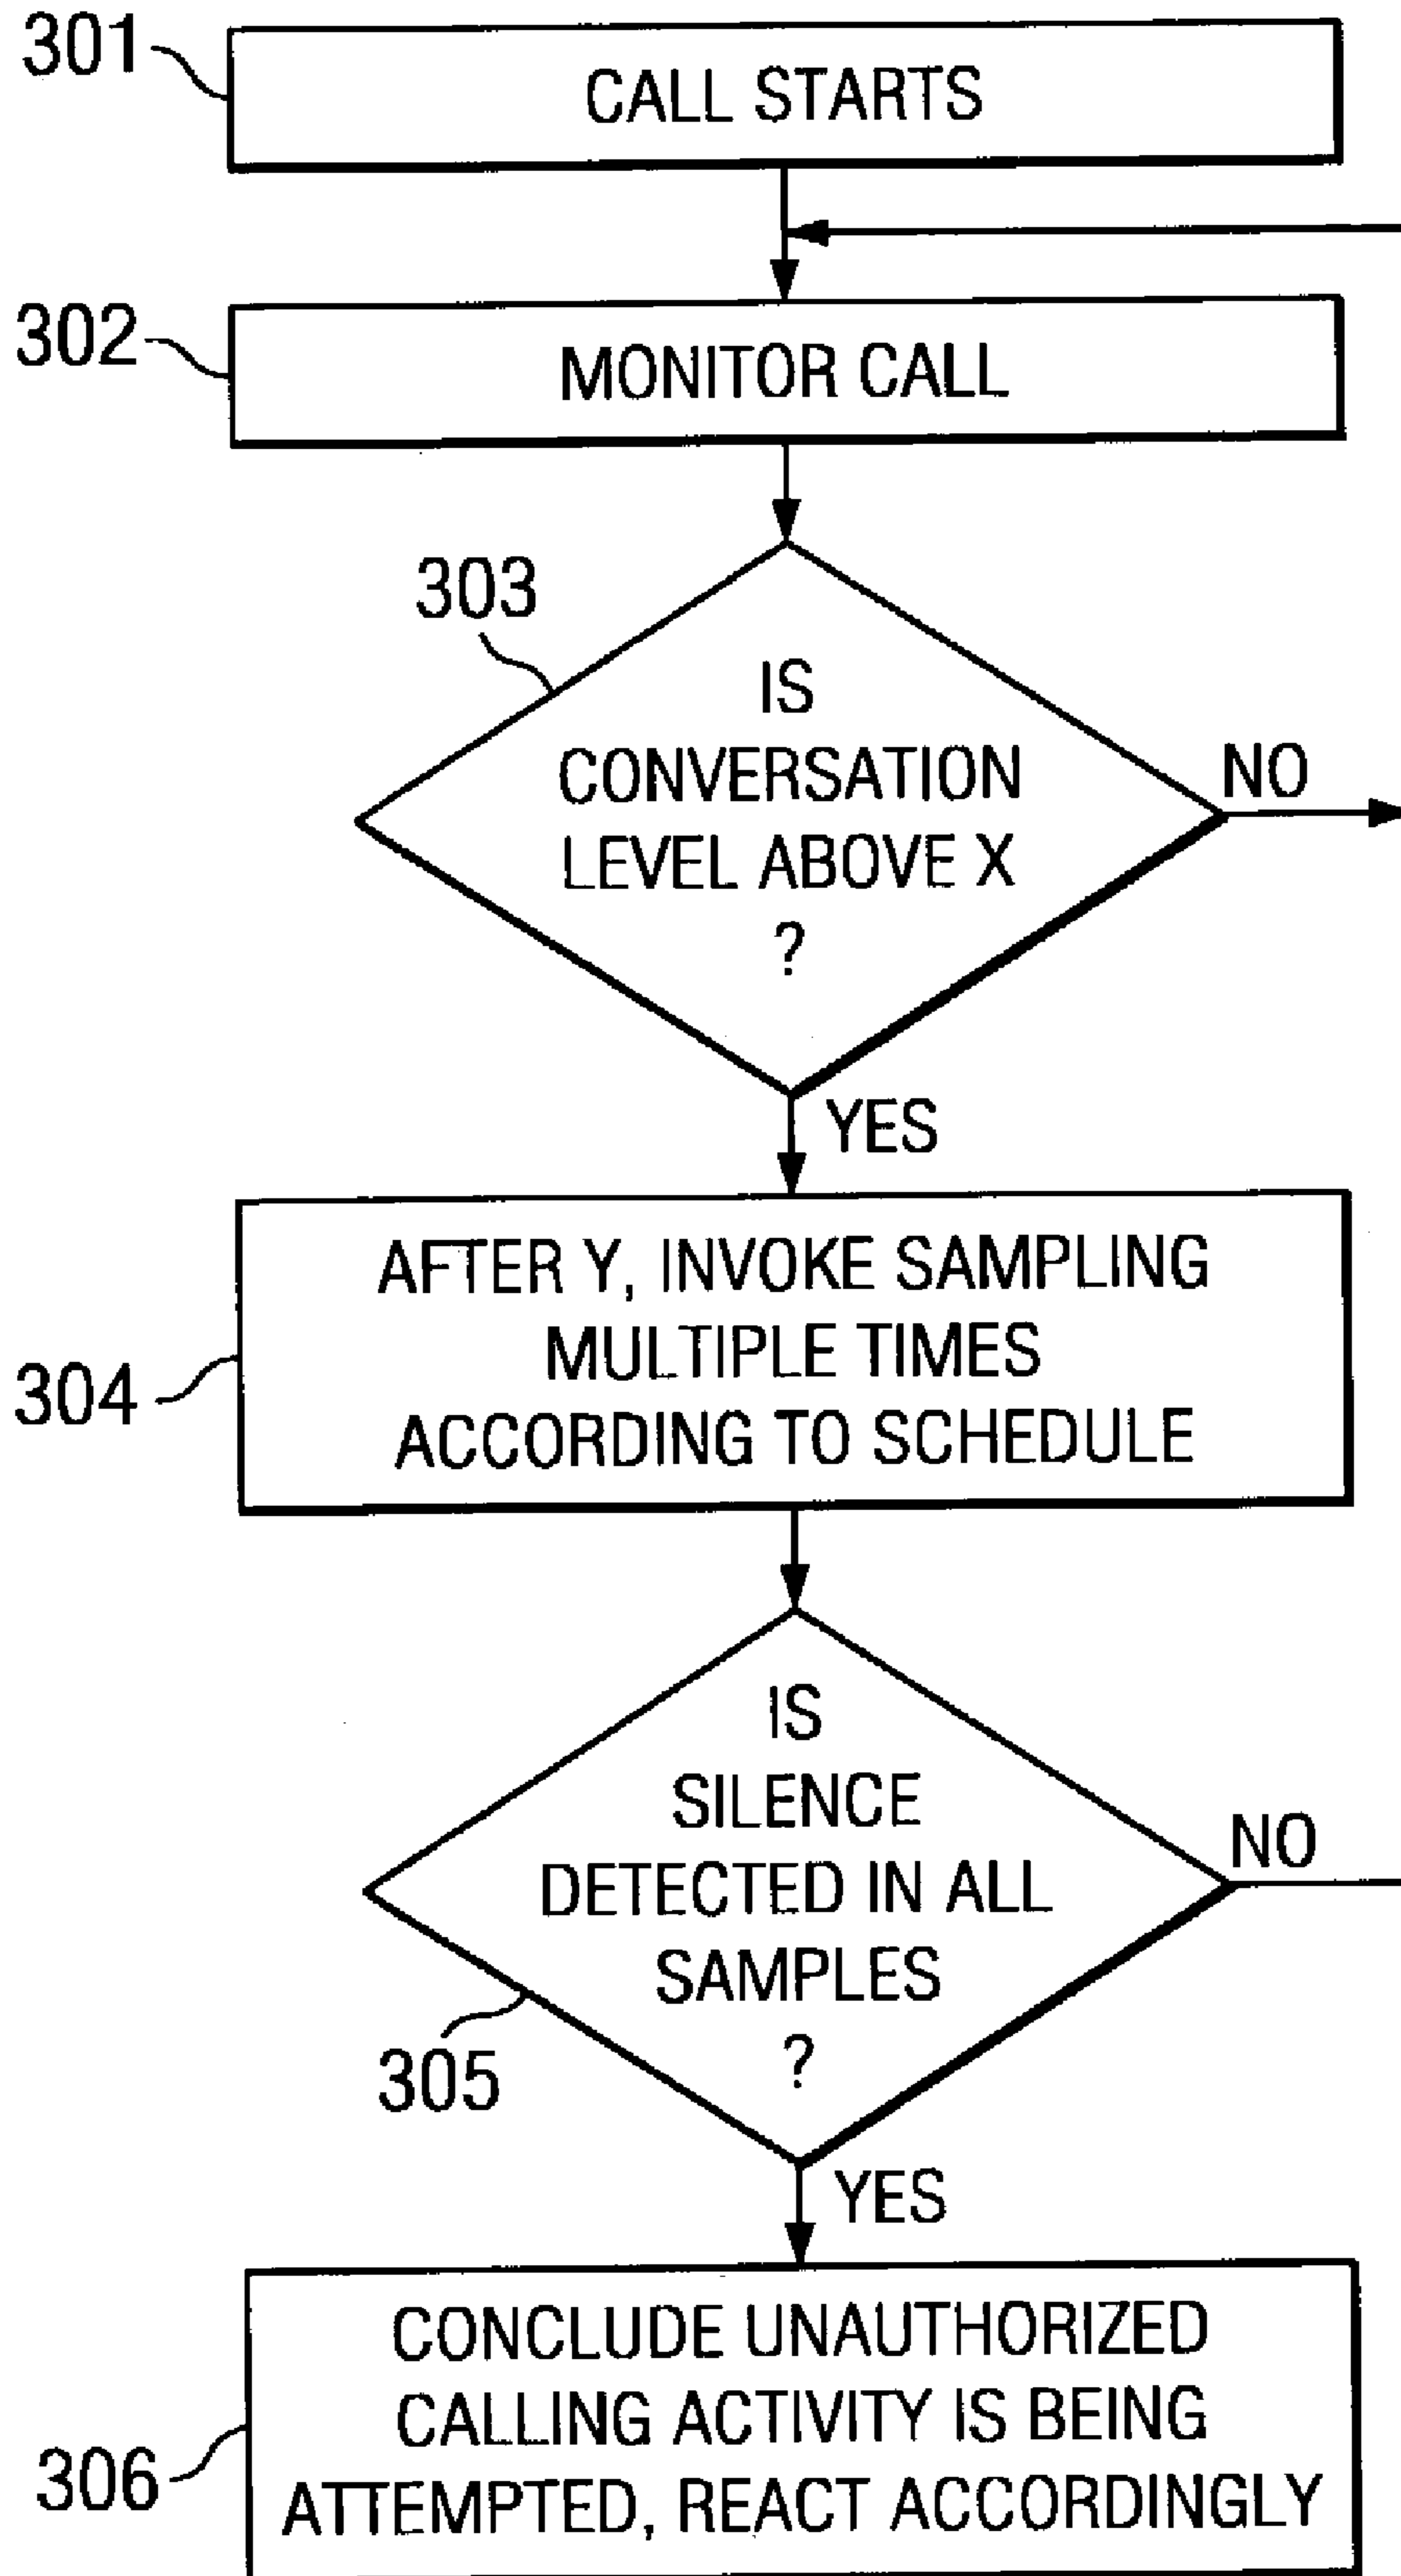 301
CALL STARTS
302
MONITOR CALL
303
IS
CONVERSATION
LEVEL ABOVE X
?
NO
YES
304
AFTER Y, INVOKE SAMPLING
MULTIPLE TIMES
ACCORDING TO SCHEDULE
IS
SILENCE
DETECTED IN ALL
SAMPLES
?
NO
305
YES
306
CONCLUDE UNAUTHORIZED
CALLING ACTIVITY IS BEING
ATTEMPTED, REACT ACCORDINGLY